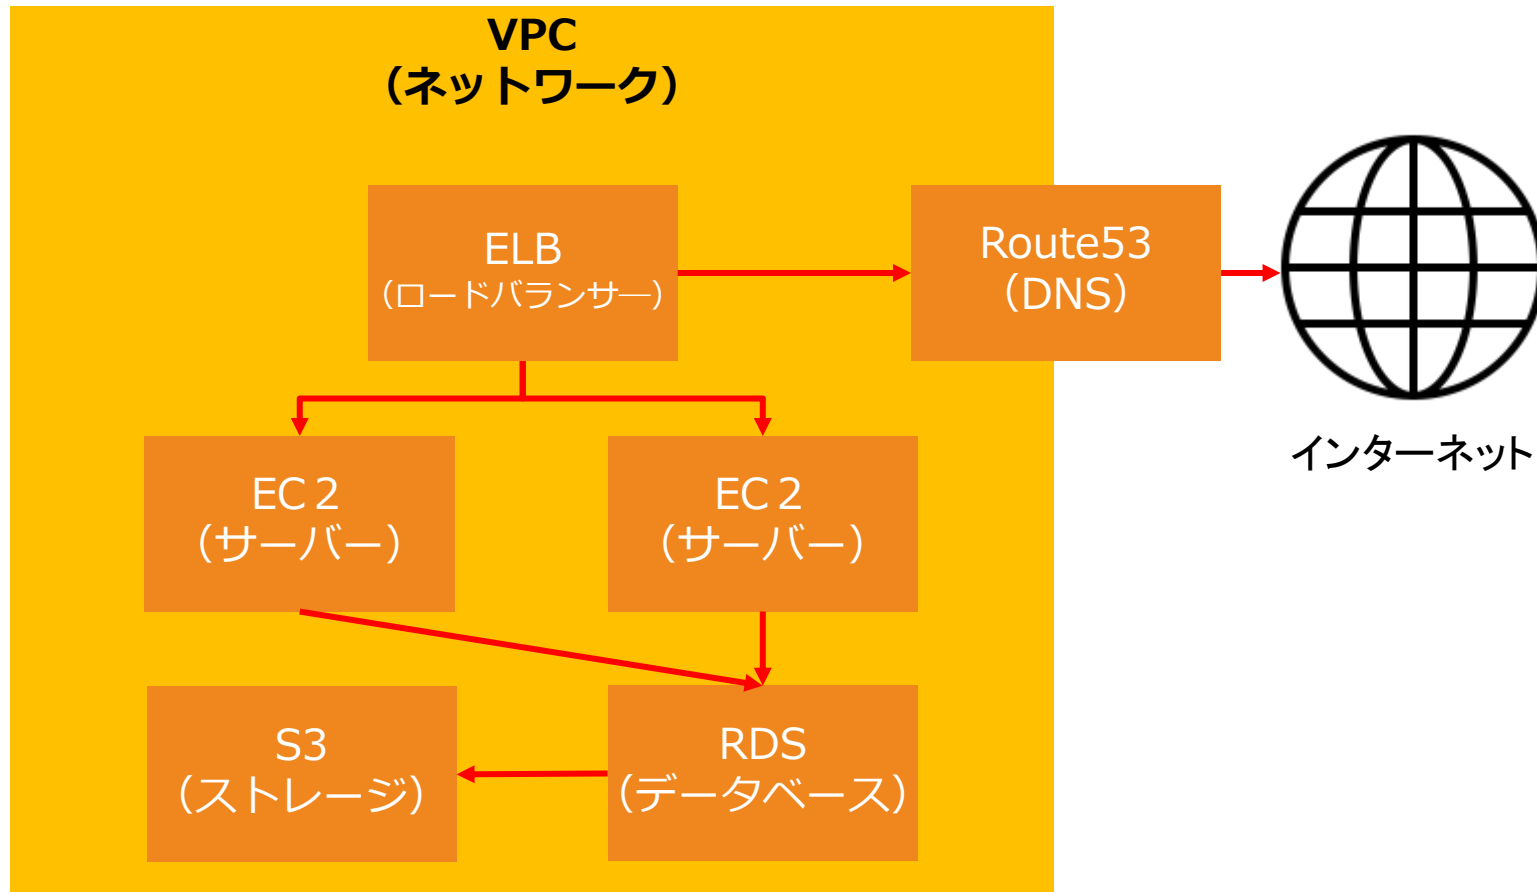 VPC
（ネットワーク）
ELB
（ロードバランサ―）
Route53
（DNS）
インターネット
EC２
（サーバー）
EC２
（サーバー）
S3
（ストレージ）
RDS
（データベース）